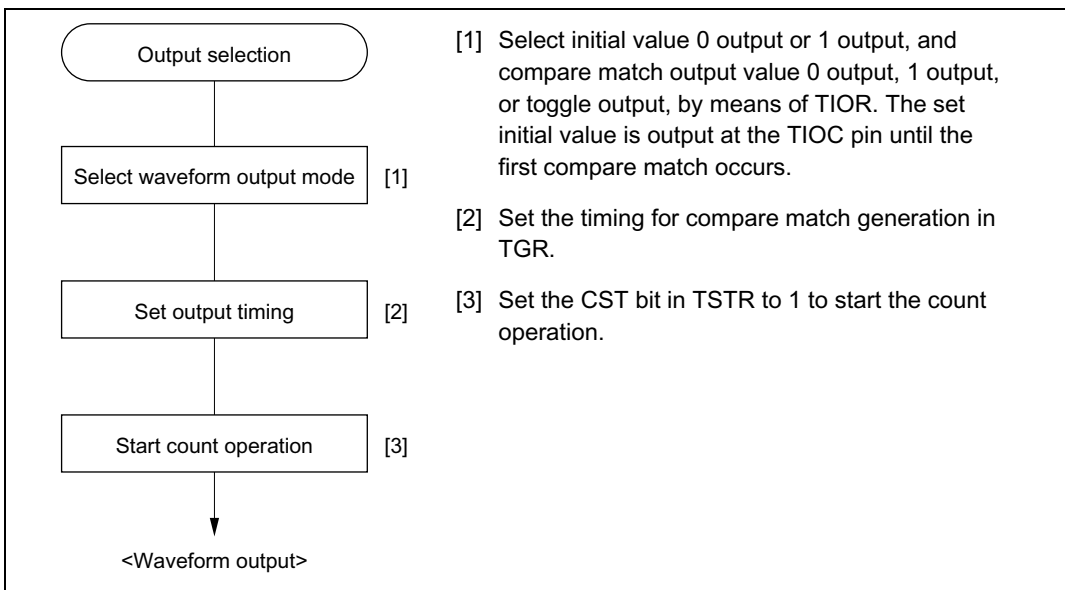 Output selection
Select waveform output mode [1]
Set output timing [2]
Start count operation [3]
<Waveform output>
[1] Select initial value 0 output or 1 output, and
compare match output value 0 output, 1 output,
or toggle output, by means of TIOR. The set
initial value is output at the TIOC pin until the
first compare match occurs.
[2] Set the timing for compare match generation in
TGR.
[3] Set the CST bit in TSTR to 1 to start the count
operation.